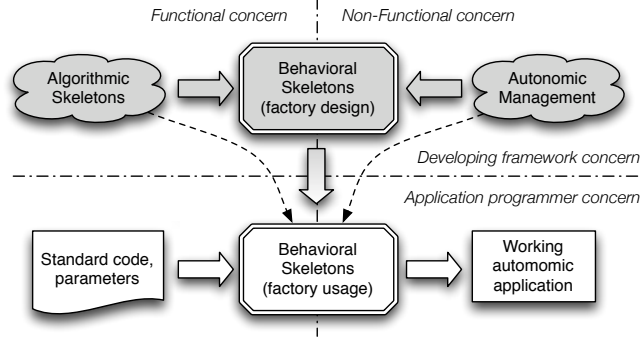 Functional concern
Non-Functional concern
Algorithmic
Skeletons
Behavioral
Skeletons
(factory design)
Autonomic
Management
Developing framework concern
Application programmer concern
Standard code,
parameters
Behavioral
Skeletons
(factory usage)
Working
automomic
application